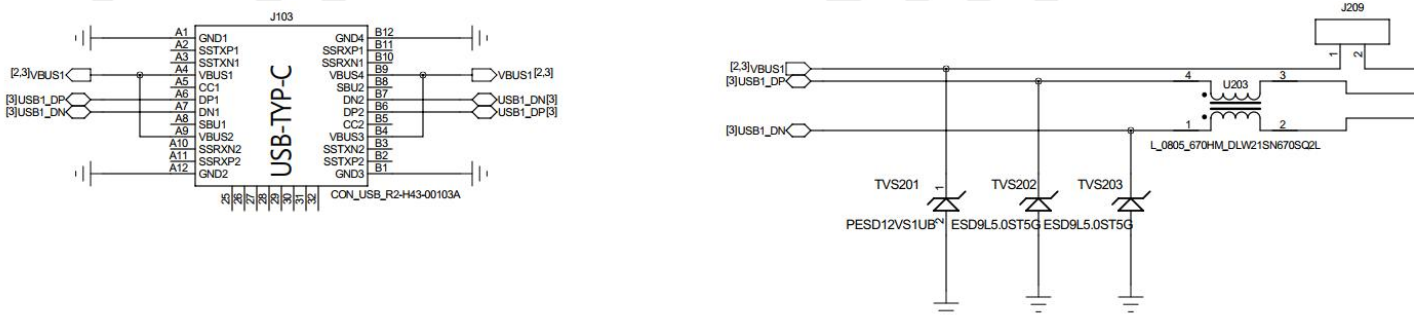 J103
A1 GND1 GND4 B12
A2 SSTXP1 SSRXP1 B11
A3 SSTXN1 SSRXN1 B10
[2,3]VBUS1 A4 VBUS1 VBUS4 B9 VBUS1[2,3]
A5 CC1 SBU2 B8
[3]USB1_DP A6 DP1 DN2 B7 USB1_DN[3]
[3]USB1_DN A7 DN1 DP2 B6 USB1_DP[3]
A8 SBU1 CC2 B5
A9 VBUS2 VBUS3 B4
A10 SSRXN2 SSTXN2 B3
A11 SSRXP2 SSTXP2 B2
A12 GND2 GND3 B1
USB-TYP-C
25 26 27 28 29 30 31 32
CON_USB_R2-H43-00103A
J209
1 2
[2,3]VBUS1
[3]USB1_DP
4 U203 3
[3]USB1_DN
1 2
L_0805_670HM_DLW21SN670SQ2L
TVS201 1 TVS202 TVS203
PESD12VS1UB 2 ESD9L5.0ST5G ESD9L5.0ST5G